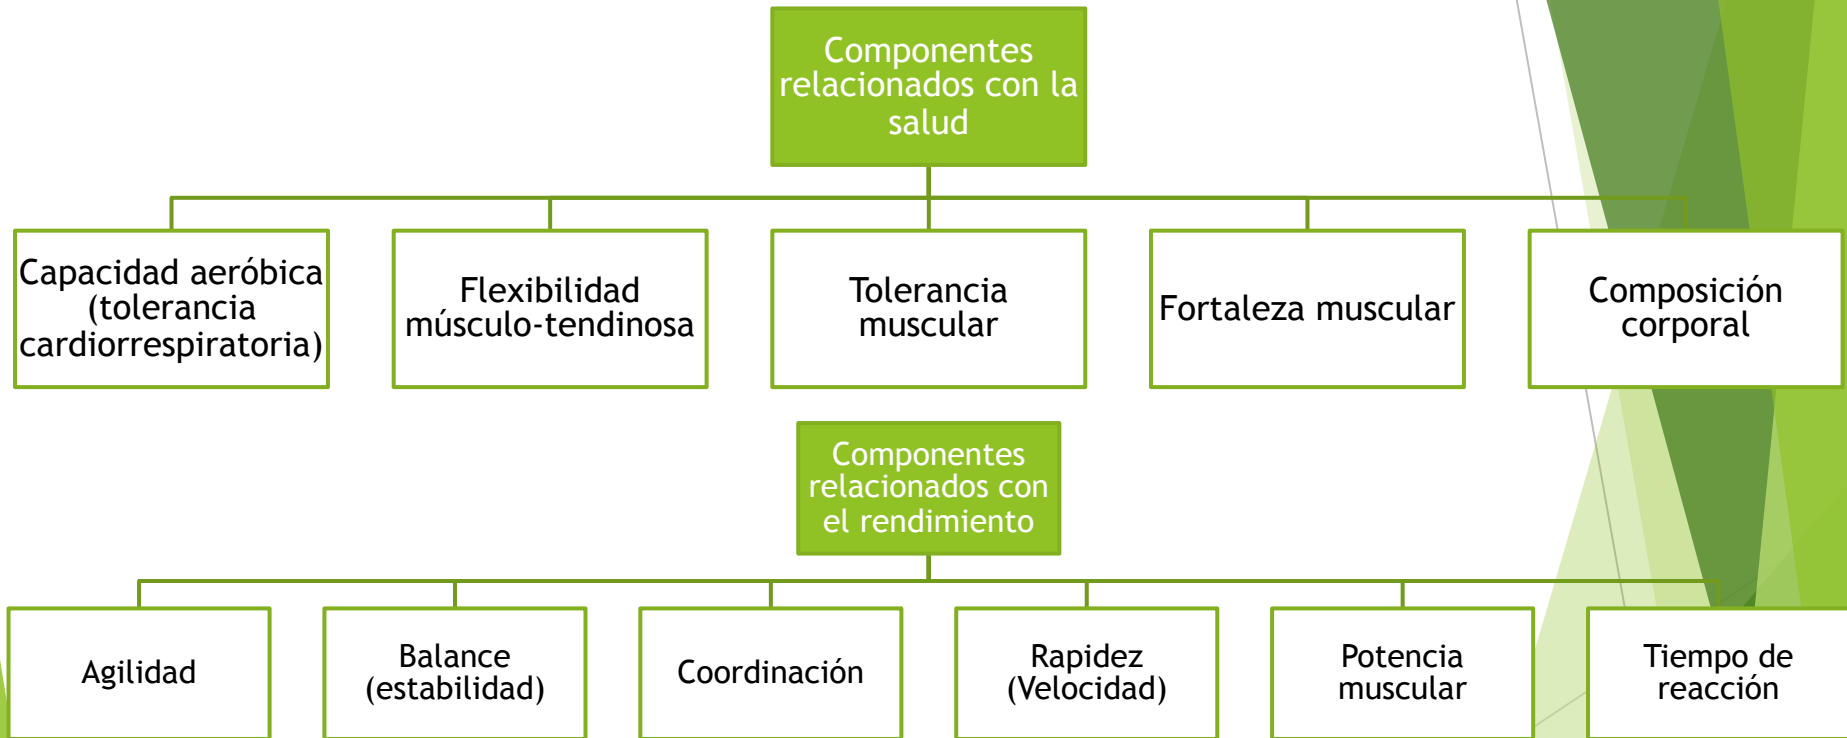 Componentes
relacionados con la
salud
Capacidad aeróbica
(tolerancia
cardiorrespiratoria)
Flexibilidad
músculo-tendinosa
Tolerancia
muscular
Fortaleza muscular
Composición
corporal
Componentes
relacionados con
el rendimiento
Agilidad
Balance
(estabilidad)
Coordinación
Rapidez
(Velocidad)
Potencia
muscular
Tiempo de
reacción